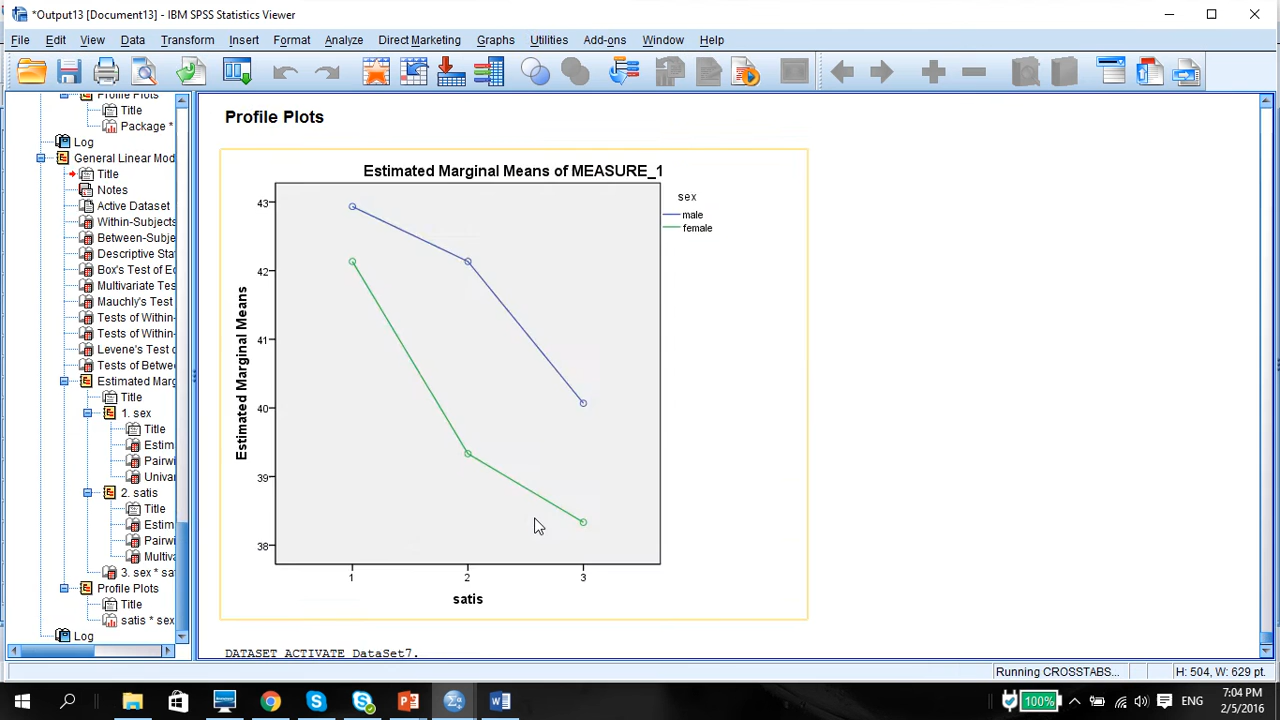 *Output13 [Document13] - IBM SPSS Statistics Viewer
File Edit View Data Transform Insert Format Analyze Direct Marketing Graphs Utilities Add-ons Window Help
Profile Plots
Title
Package *
Log
General Linear Mod
Title
Notes
Active Dataset
Within-Subjects
Between-Subje
Descriptive Sta
Box's Test of E
Multivariate Tes
Mauchly's Test
Tests of Within-
Tests of Within-
Levene's Test o
Tests of Betwe
Estimated Marg
Title
1. sex
Title
Estim
Pairwi
Univar
2. satis
Title
Estim
Pairwi
Multiva
3. sex * sa
Profile Plots
Title
satis * sex
Log
Profile Plots
Estimated Marginal Means of MEASURE_1
sex
male
female
Estimated Marginal Means
43
42
41
40
39
38
1 2 3
satis
DATASET ACTIVATE DataSet7.
Running CROSSTABS...
H: 504, W: 629 pt.
100%
ENG
7:04 PM
2/5/2016